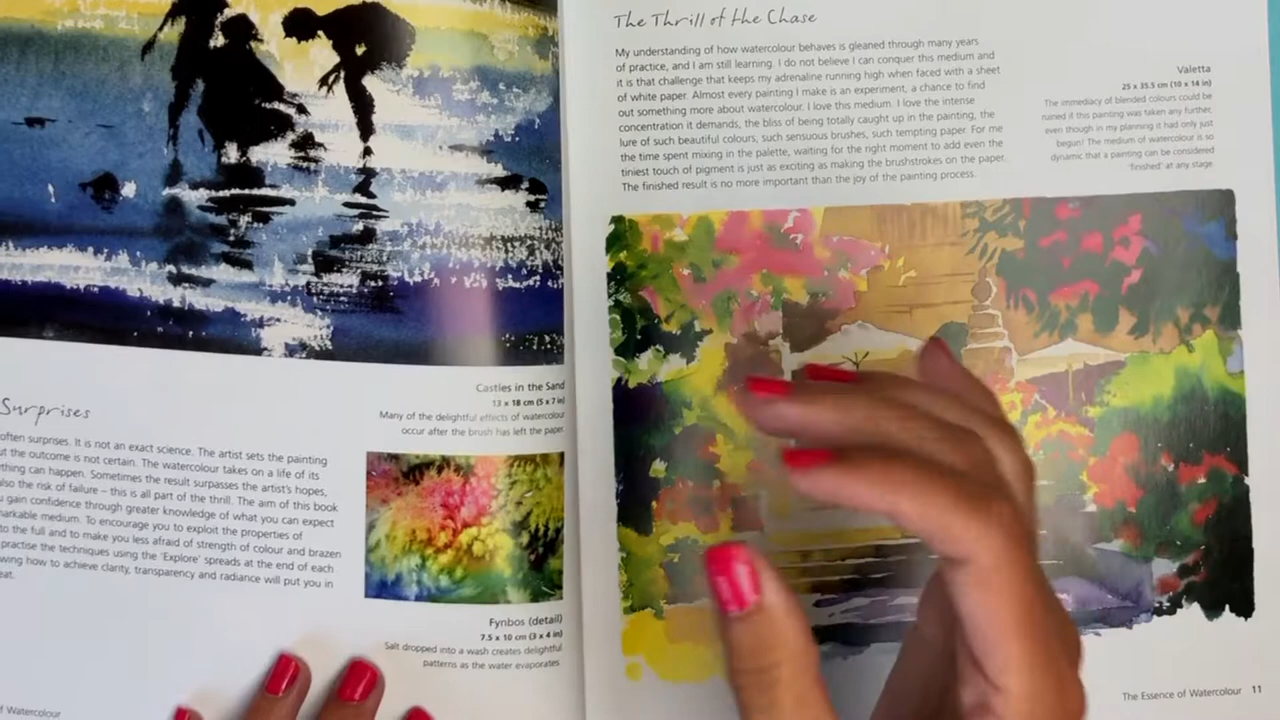 Castles in the Sand
13 x 18 cm (5 x 7 in)
Many of the delightful effects of watercolour
occur after the brush has left the paper.
Surprises
often surprises. It is not an exact science. The artist sets the painting
the outcome is not certain. The watercolour takes on a life of its
thing can happen. Sometimes the result surpasses the artist's hopes,
also the risk of failure – this is all part of the thrill. The aim of this book
gain confidence through greater knowledge of what you can expect
medium. To encourage you to exploit the properties of
to the full and to make you less afraid of strength of colour and brazen
practise the techniques using the 'Explore' spreads at the end of each
how to achieve clarity, transparency and radiance will put you in
Fynbos (detail)
7.5 x 10 cm (3 x 4 in)
Salt dropped into a wash creates delightful
patterns as the water evaporates.
of Watercolour
The Thrill of the Chase
My understanding of how watercolour behaves is gleaned through many years
of practice, and I am still learning. I do not believe I can conquer this medium and
it is that challenge that keeps my adrenaline running high when faced with a sheet
of white paper. Almost every painting I make is an experiment, a chance to find
out something more about watercolour. I love this medium. I love the intense
concentration it demands, the bliss of being totally caught up in the painting, the
lure of such beautiful colours, such sensuous brushes, such tempting paper. For me
the time spent mixing in the palette, waiting for the right moment to add even the
tiniest touch of pigment is just as exciting as making the brushstrokes on the paper.
The finished result is no more important than the joy of the painting process.
Valetta
25 x 35.5 cm (10 x 14 in)
The immediacy of blended colours could be
ruined if this painting was taken any further,
even though in my planning it had only just
begun! The medium of watercolour is so
dynamic that a painting can be considered
'finished' at any stage.
The Essence of Watercolour 11